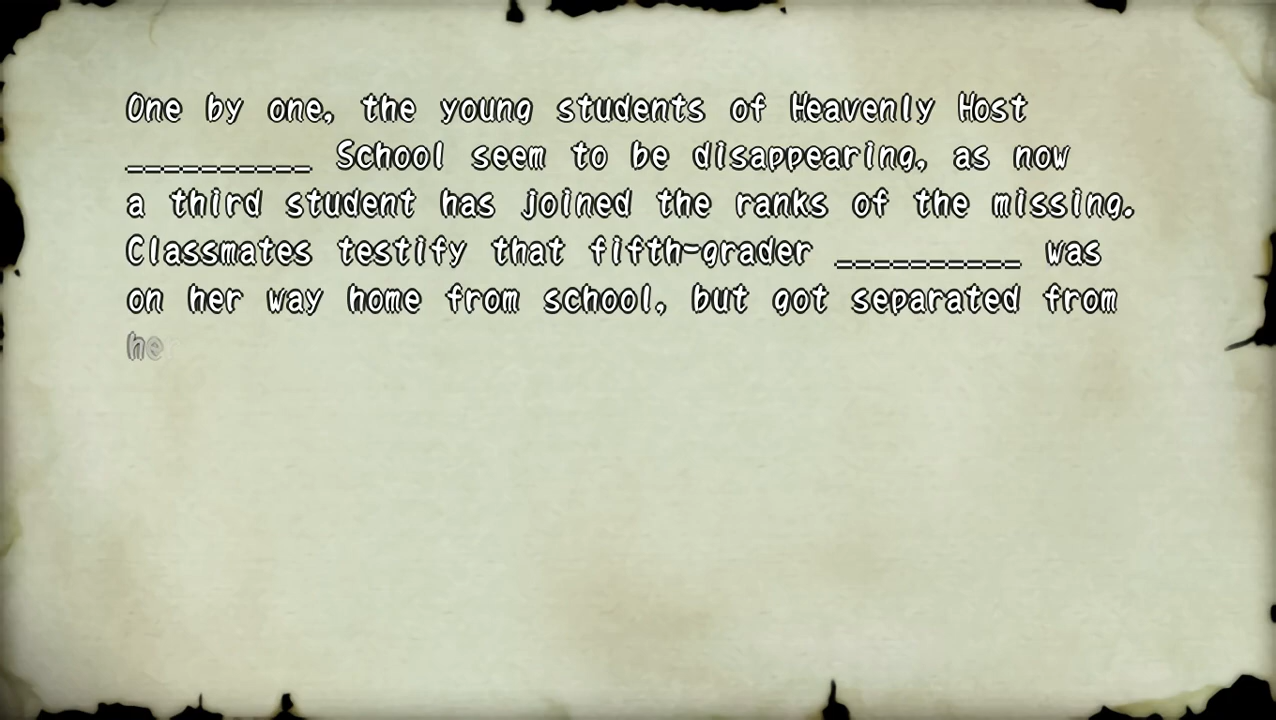 One by one, the young students of Heavenly Host
__________ School seem to be disappearing, as now
a third student has joined the ranks of the missing.
Classmates testify that fifth-grader __________ was
on her way home from school, but got separated from
he